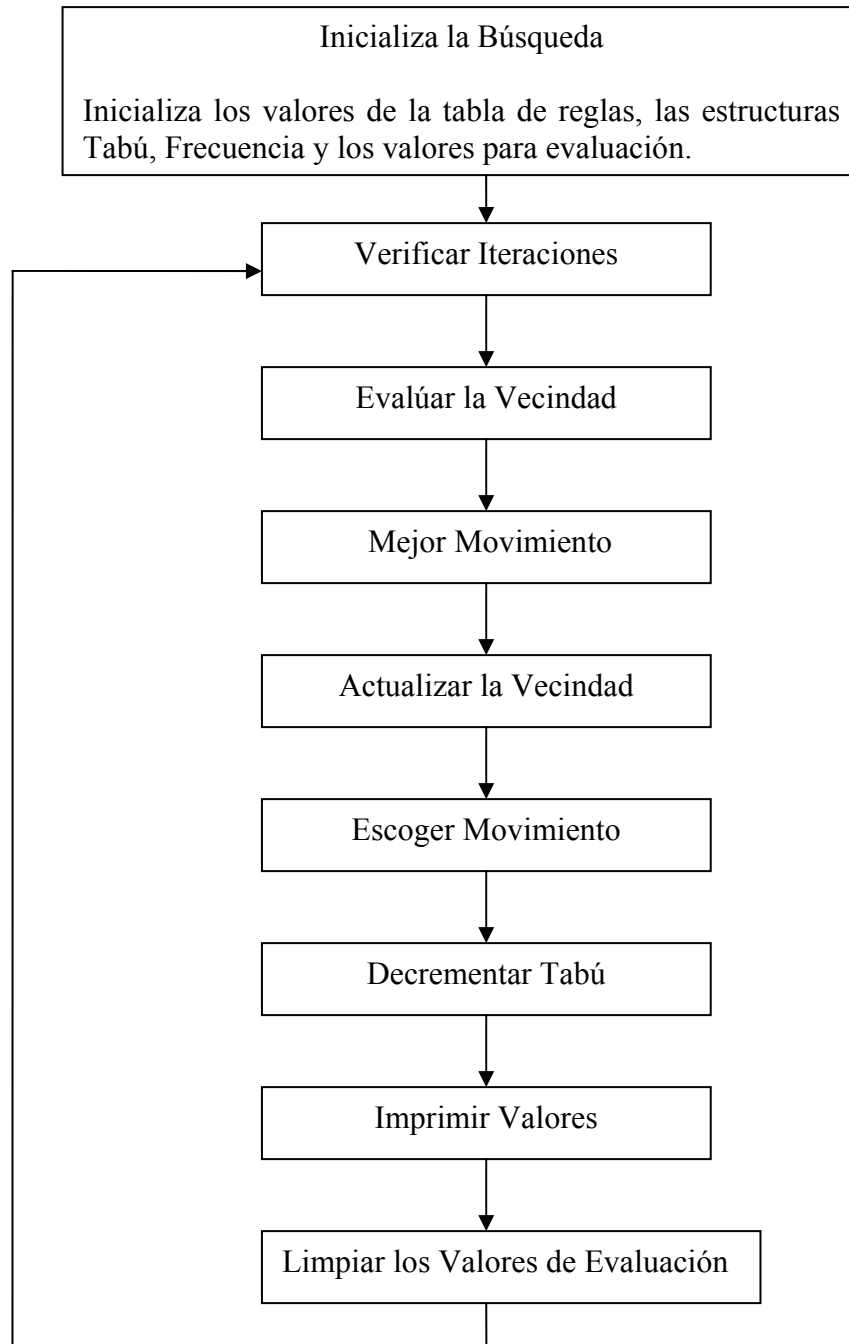 Inicializa la Búsqueda
Inicializa los valores de la tabla de reglas, las estructuras
Tabú, Frecuencia y los valores para evaluación.
Verificar Iteraciones
Evalúar la Vecindad
Mejor Movimiento
Actualizar la Vecindad
Escoger Movimiento
Decrementar Tabú
Imprimir Valores
Limpiar los Valores de Evaluación